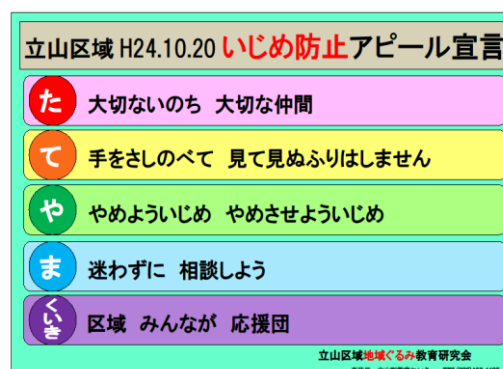 立山区域 H24.10.20 いじめ防止アピール宣言
た 大切ないのち 大切な仲間
て 手をさしのべて 見て見ぬふりはしません
や やめよういじめ やめさせよういじめ
ま 迷わずに 相談しよう
くいき 区域 みんなが 応援団
立山区域地域ぐるみ教育研究会